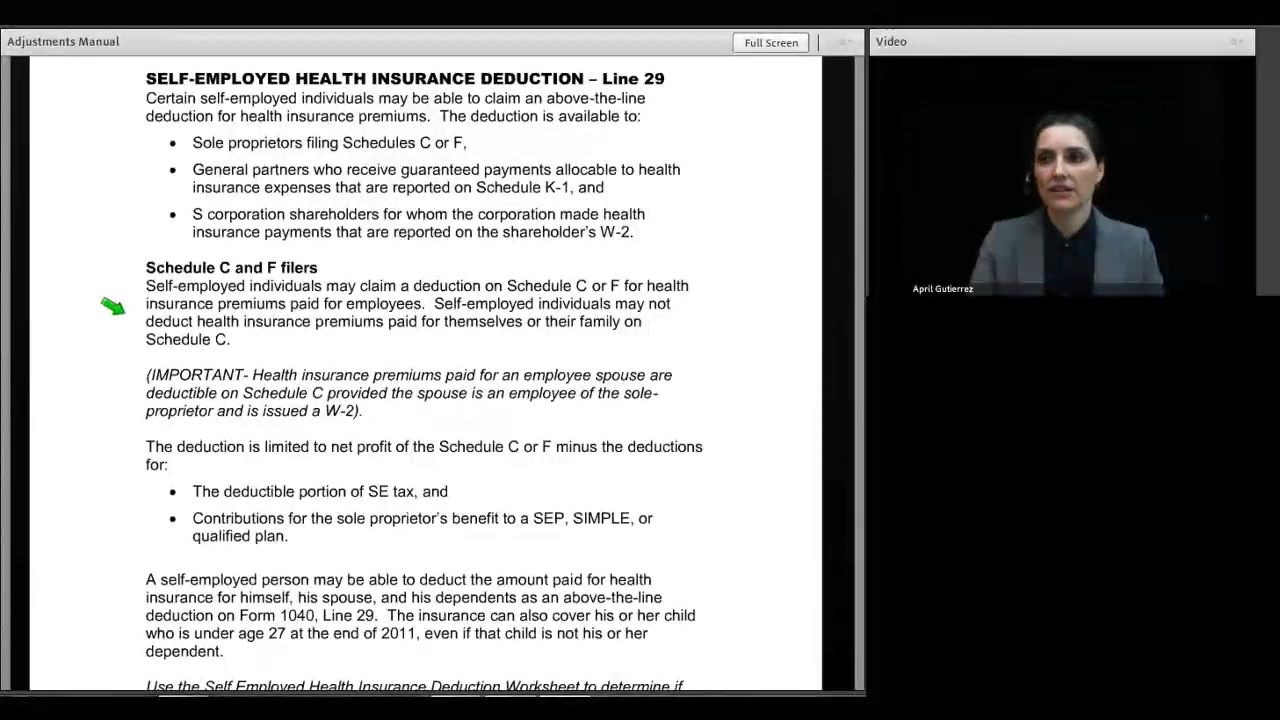 Adjustments Manual
Full Screen
Video
SELF-EMPLOYED HEALTH INSURANCE DEDUCTION – Line 29
Certain self-employed individuals may be able to claim an above-the-line
deduction for health insurance premiums.  The deduction is available to:
• Sole proprietors filing Schedules C or F,
• General partners who receive guaranteed payments allocable to health
insurance expenses that are reported on Schedule K-1, and
• S corporation shareholders for whom the corporation made health
insurance payments that are reported on the shareholder's W-2.
Schedule C and F filers
Self-employed individuals may claim a deduction on Schedule C or F for health
insurance premiums paid for employees.  Self-employed individuals may not
deduct health insurance premiums paid for themselves or their family on
Schedule C.
(IMPORTANT- Health insurance premiums paid for an employee spouse are
deductible on Schedule C provided the spouse is an employee of the sole-
proprietor and is issued a W-2).
The deduction is limited to net profit of the Schedule C or F minus the deductions
for:
• The deductible portion of SE tax, and
• Contributions for the sole proprietor's benefit to a SEP, SIMPLE, or
qualified plan.
A self-employed person may be able to deduct the amount paid for health
insurance for himself, his spouse, and his dependents as an above-the-line
deduction on Form 1040, Line 29.  The insurance can also cover his or her child
who is under age 27 at the end of 2011, even if that child is not his or her
dependent.
Use the Self Employed Health Insurance Deduction Worksheet to determine if
April Gutierrez